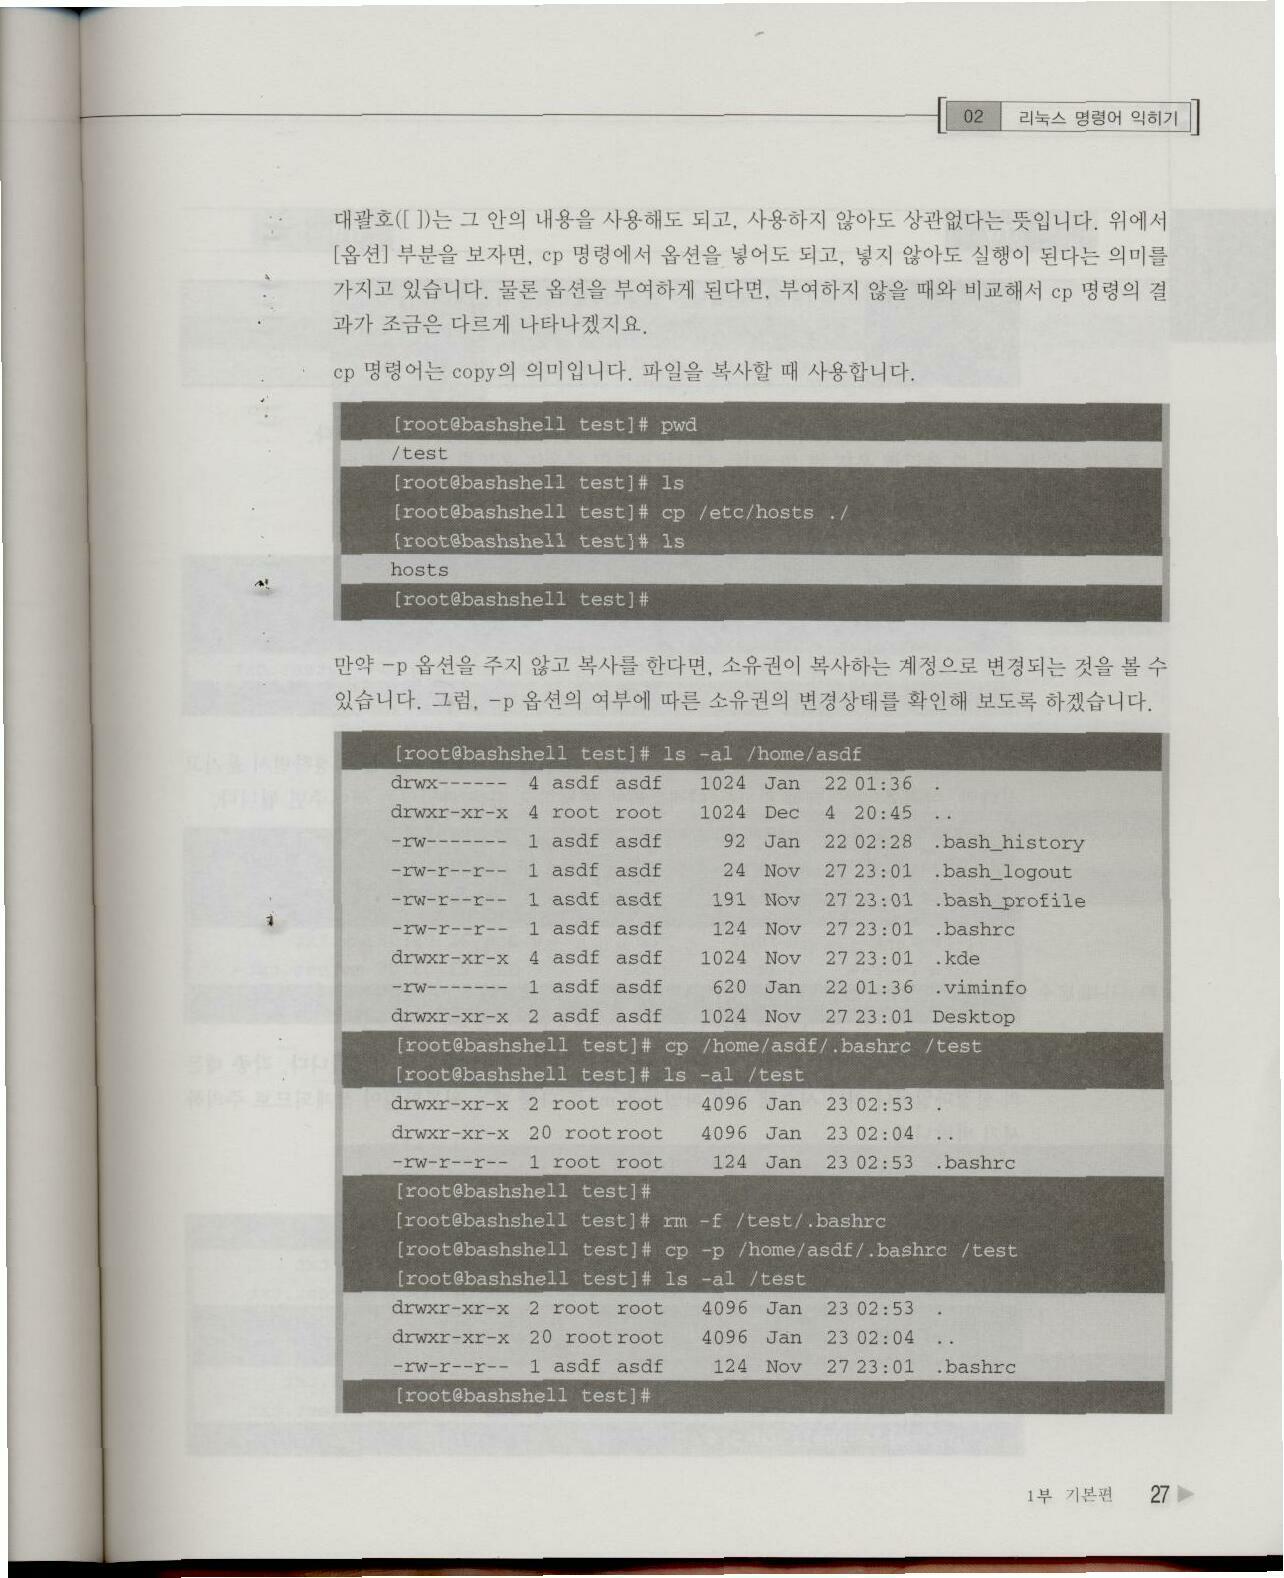 02 리눅스 명령어 익히기
대괄호([ ])는 그 안의 내용을 사용해도 되고, 사용하지 않아도 상관없다는 뜻입니다. 위에서
[옵션] 부분을 보자면, cp 명령에서 옵션을 넣어도 되고, 넣지 않아도 실행이 된다는 의미를
가지고 있습니다. 물론 옵션을 부여하게 된다면, 부여하지 않을 때와 비교해서 cp 명령의 결
과가 조금은 다르게 나타나겠지요.
cp 명령어는 copy의 의미입니다. 파일을 복사할 때 사용합니다.
[root@bashshell test]# pwd
/test
[root@bashshell test]# ls
[root@bashshell test]# cp /etc/hosts ./
[root@bashshell test]# ls
hosts
[root@bashshell test]#
만약 -p 옵션을 주지 않고 복사를 한다면, 소유권이 복사하는 계정으로 변경되는 것을 볼 수
있습니다. 그럼, -p 옵션의 여부에 따른 소유권의 변경상태를 확인해 보도록 하겠습니다.
[root@bashshell test]# ls -al /home/asdf
drwx------ 4 asdf asdf 1024 Jan 22 01:36 .
drwxr-xr-x 4 root root 1024 Dec 4 20:45 ..
-rw------- 1 asdf asdf 92 Jan 22 02:28 .bash_history
-rw-r--r-- 1 asdf asdf 24 Nov 27 23:01 .bash_logout
-rw-r--r-- 1 asdf asdf 191 Nov 27 23:01 .bash_profile
-rw-r--r-- 1 asdf asdf 124 Nov 27 23:01 .bashrc
drwxr-xr-x 4 asdf asdf 1024 Nov 27 23:01 .kde
-rw------- 1 asdf asdf 620 Jan 22 01:36 .viminfo
drwxr-xr-x 2 asdf asdf 1024 Nov 27 23:01 Desktop
[root@bashshell test]# cp /home/asdf/.bashrc /test
[root@bashshell test]# ls -al /test
drwxr-xr-x 2 root root 4096 Jan 23 02:53 .
drwxr-xr-x 20 root root 4096 Jan 23 02:04 ..
-rw-r--r-- 1 root root 124 Jan 23 02:53 .bashrc
[root@bashshell test]#
[root@bashshell test]# rm -f /test/.bashrc
[root@bashshell test]# cp -p /home/asdf/.bashrc /test
[root@bashshell test]# ls -al /test
drwxr-xr-x 2 root root 4096 Jan 23 02:53 .
drwxr-xr-x 20 root root 4096 Jan 23 02:04 ..
-rw-r--r-- 1 asdf asdf 124 Nov 27 23:01 .bashrc
[root@bashshell test]#
1부 기본편 27